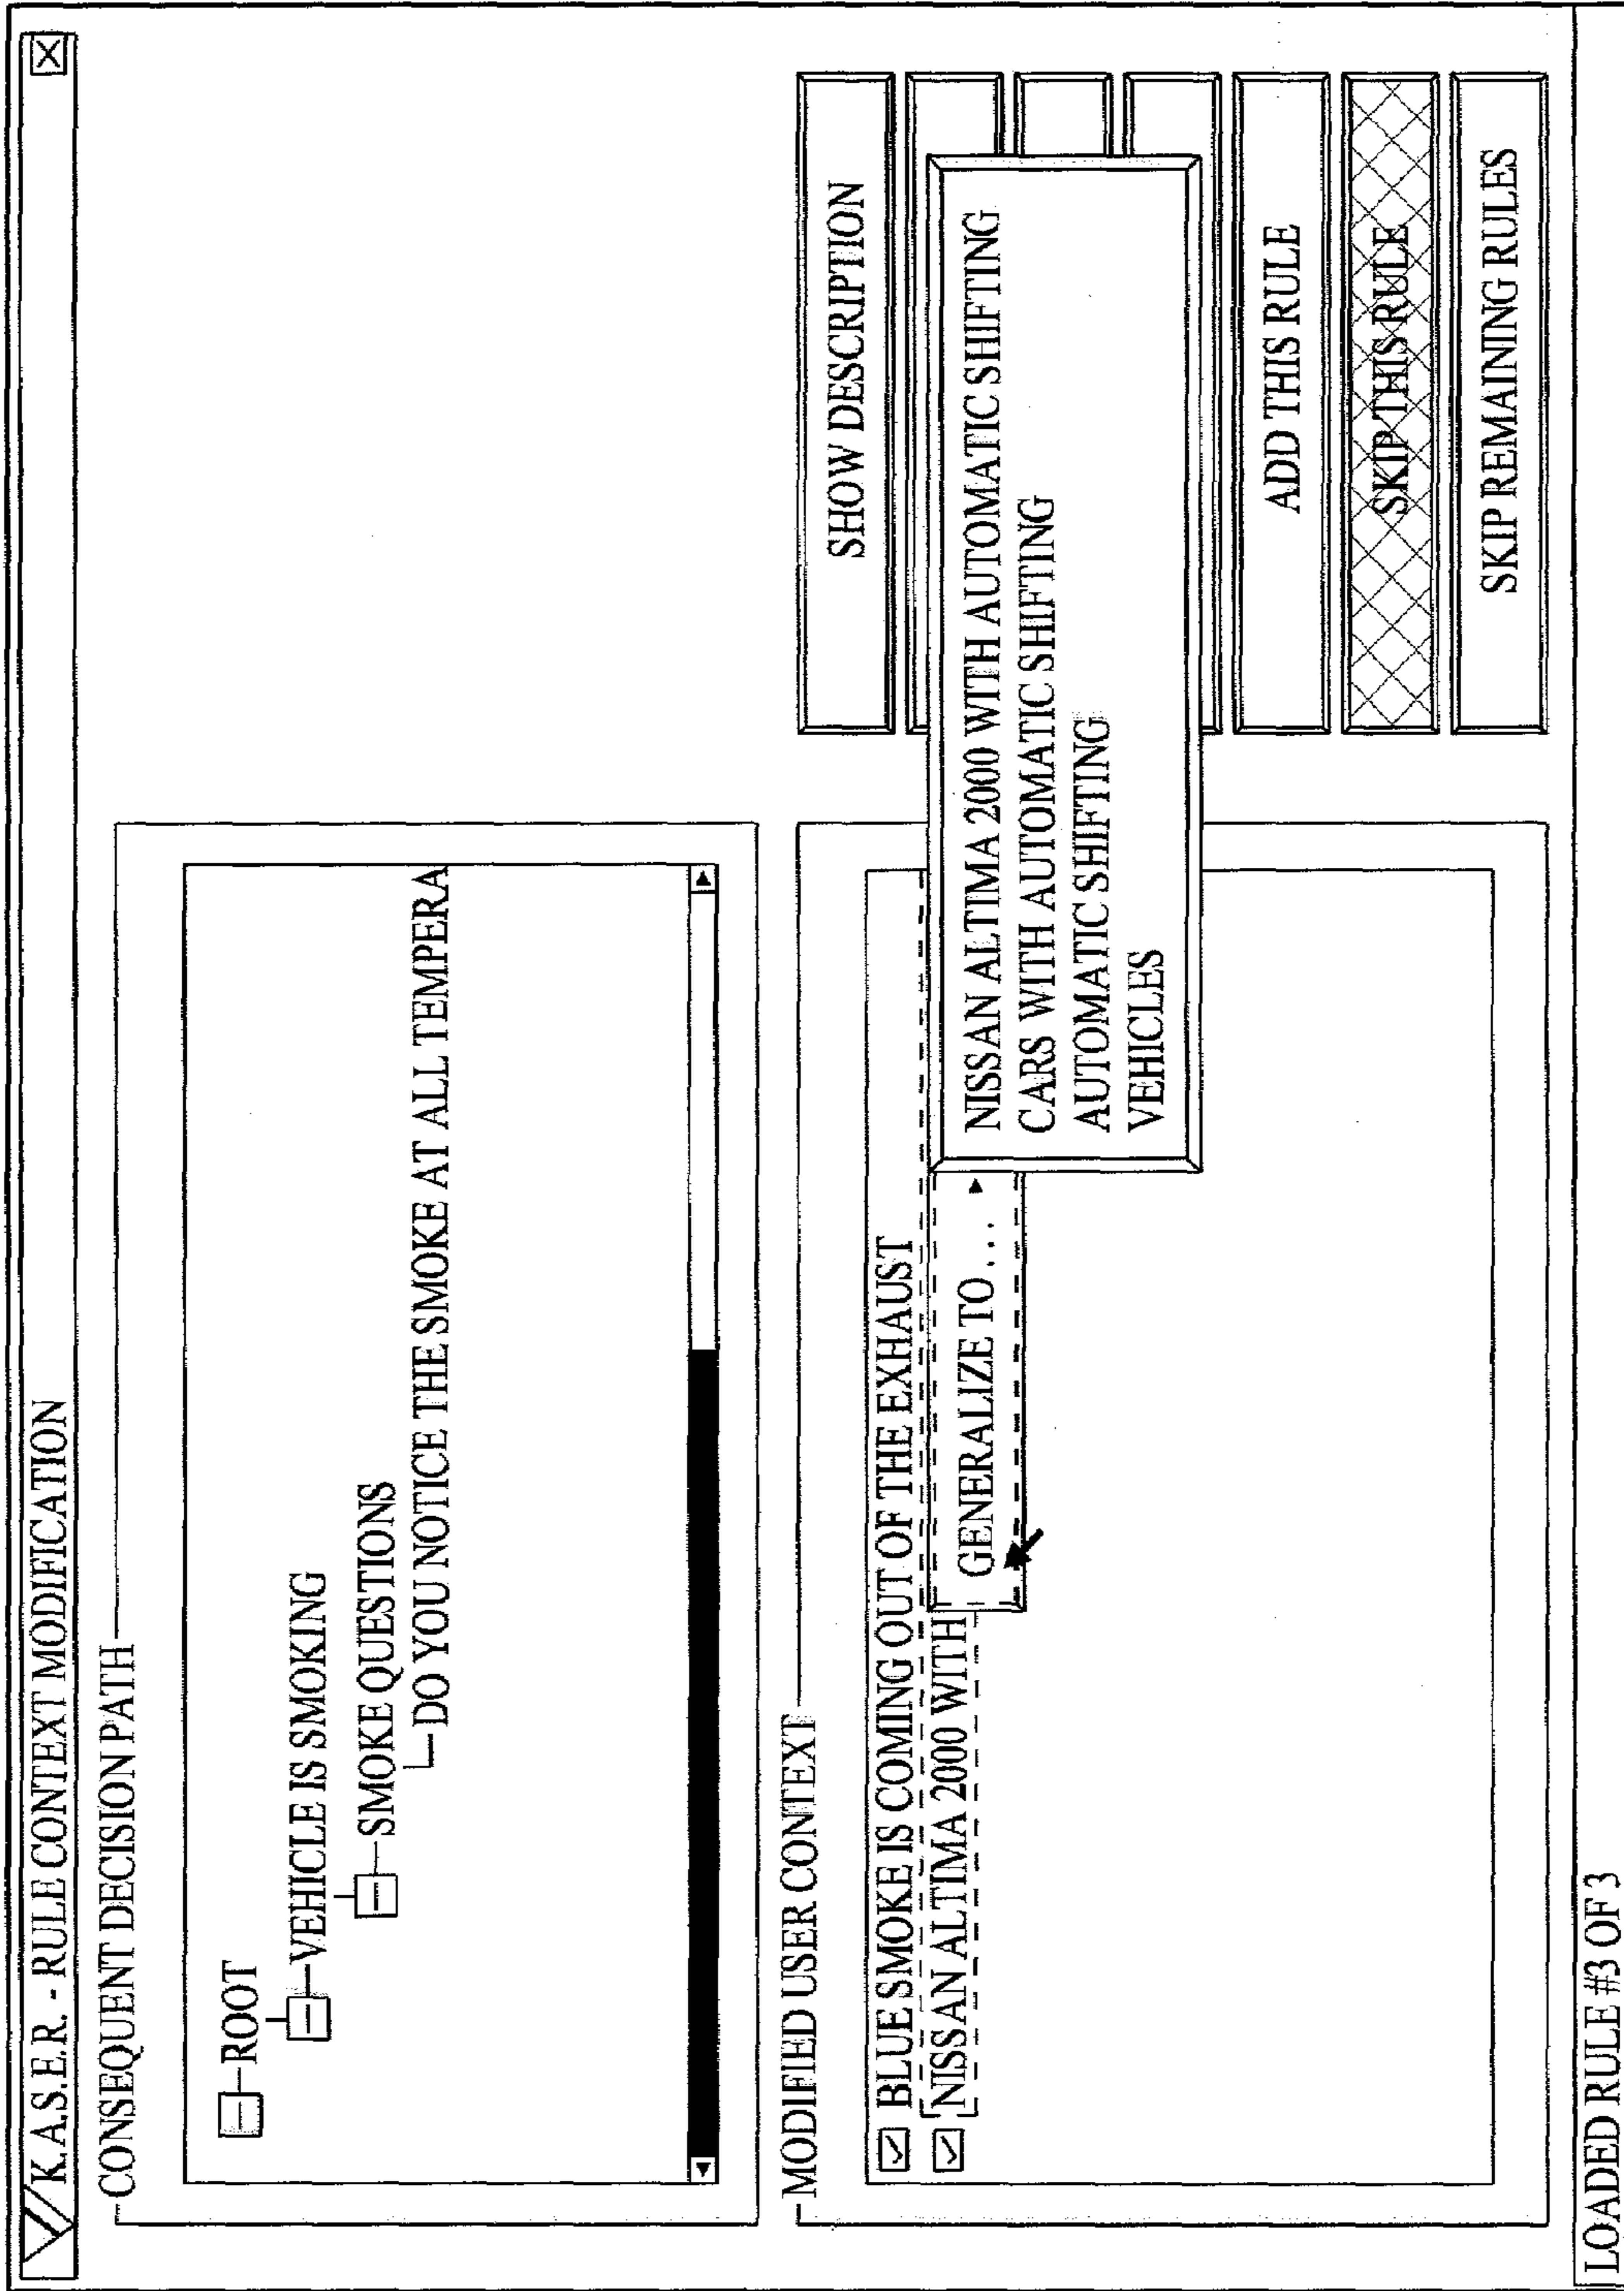 K.A.S.E.R. - RULE CONTEXT MODIFICATION
CONSEQUENT DECISION PATH
ROOT
VEHICLE IS SMOKING
SMOKE QUESTIONS
DO YOU NOTICE THE SMOKE AT ALL TEMPERA
MODIFIED USER CONTEXT
BLUE SMOKE IS COMING OUT OF THE EXHAUST
NISSAN ALTIMA 2000 WITH
GENERALIZE TO...
NISSAN ALTIMA 2000 WITH AUTOMATIC SHIFTING
CARS WITH AUTOMATIC SHIFTING
AUTOMATIC SHIFTING
VEHICLES
SHOW DESCRIPTION
ADD THIS RULE
SKIP THIS RULE
SKIP REMAINING RULES
LOADED RULE #3 OF 3